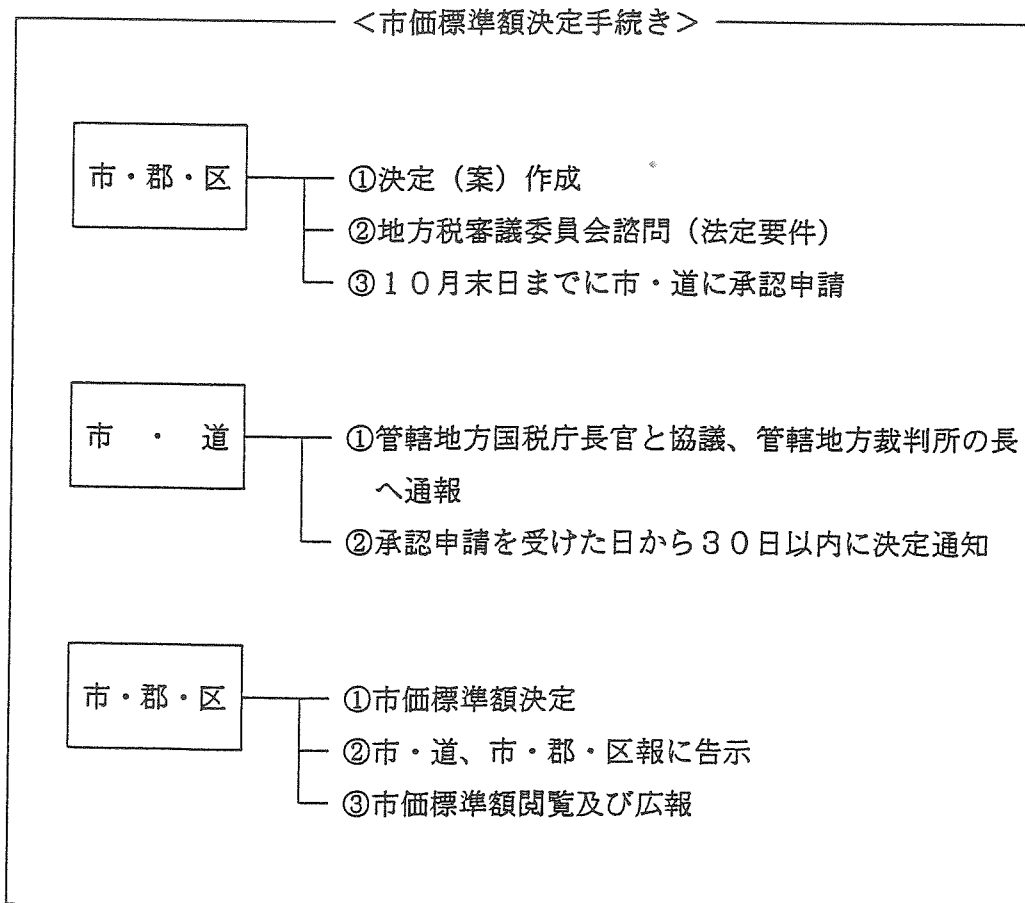 ＜市価標準額決定手続き＞
市・郡・区
①決定（案）作成
②地方税審議委員会諮問（法定要件）
③１０月末日までに市・道に承認申請
市・道
①管轄地方国税庁長官と協議、管轄地方裁判所の長
へ通報
②承認申請を受けた日から３０日以内に決定通知
市・郡・区
①市価標準額決定
②市・道、市・郡・区報に告示
③市価標準額閲覧及び広報